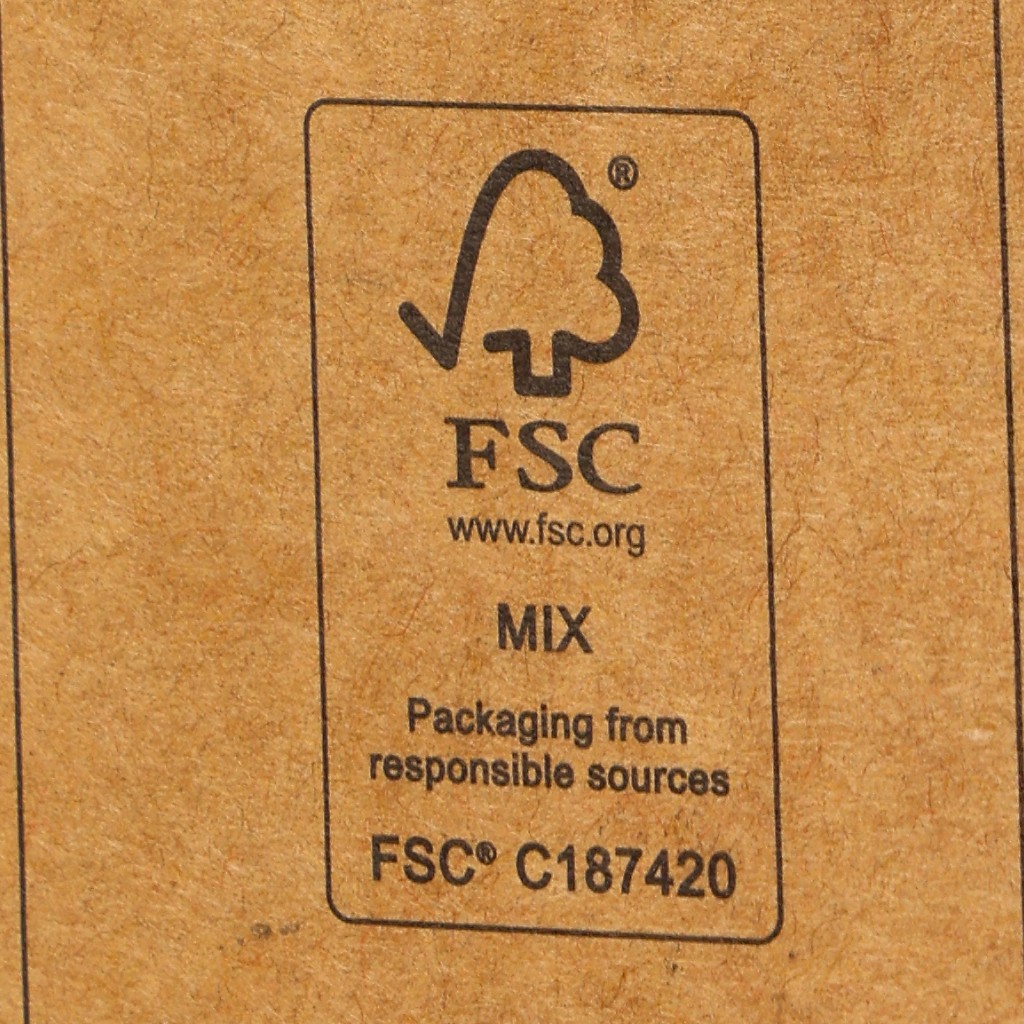 ®
FSC
www.fsc.org
MIX
Packaging from
responsible sources
FSC® C187420